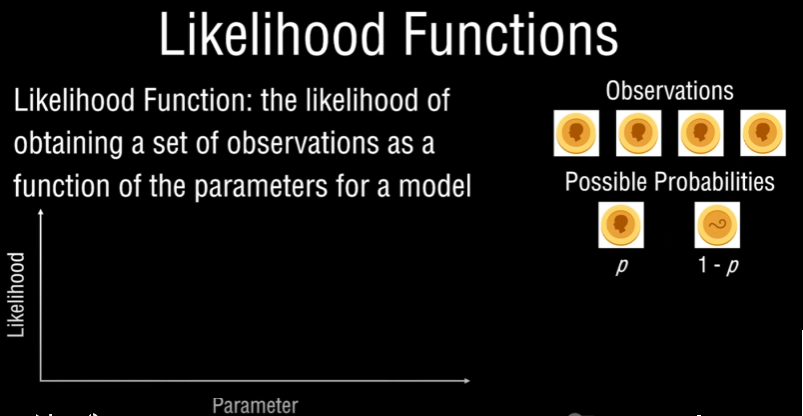 Likelihood Functions
Likelihood Function: the likelihood of
obtaining a set of observations as a
function of the parameters for a model
Likelihood
Parameter
Observations
Possible Probabilities
p
1 - p